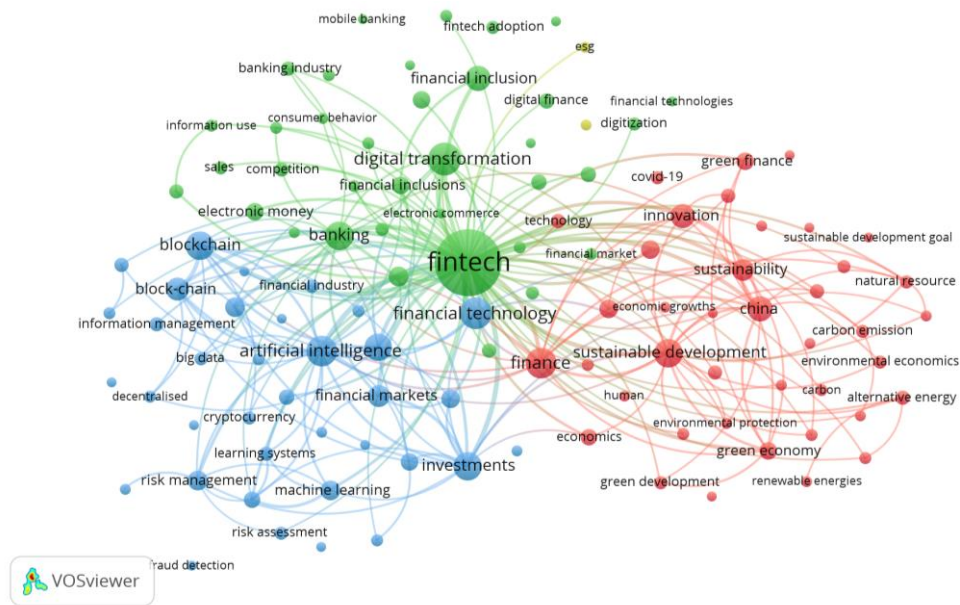 mobile banking
fintech adoption
esg
banking industry
financial inclusion
digital finance
financial technologies
information use
consumer behavior
digitization
digital transformation
green finance
sales
competition
covid-19
financial inclusions
electronic money
electronic commerce
technology
innovation
banking
blockchain
sustainable development goal
fintech
financial market
sustainability
block-chain
financial industry
natural resource
information management
financial technology
economic growths
china
carbon emission
big data
artificial intelligence
finance
sustainable development
environmental economics
decentralised
financial markets
human
carbon
alternative energy
cryptocurrency
economics
environmental protection
learning systems
investments
green economy
risk management
machine learning
green development
renewable energies
risk assessment
fraud detection
VOSviewer